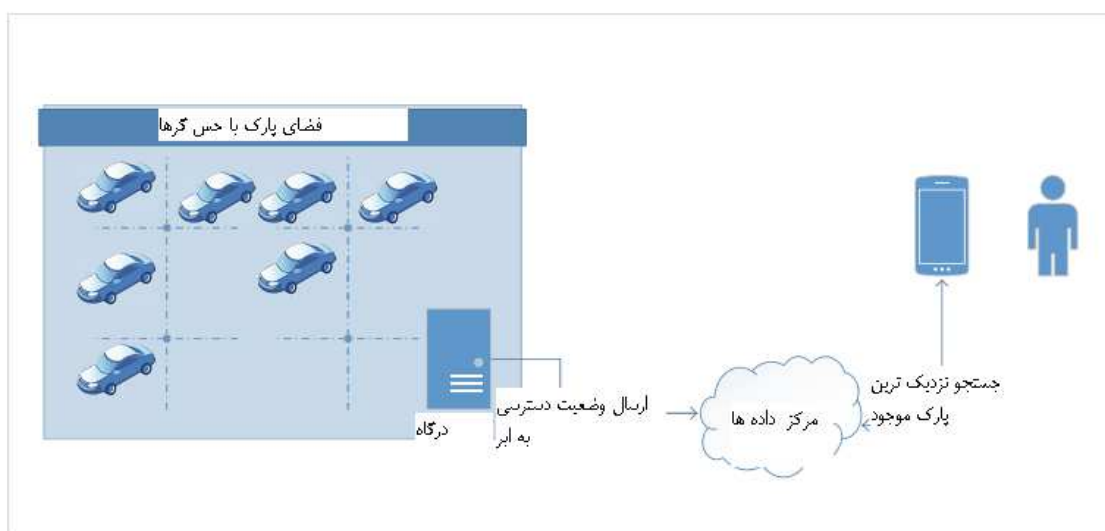 فضای پارک با حس گرها
جستجو نزدیک ترین
پارک موجود
مرکز داده ها
ارسال وضعیت دسترسی
به ابر
درگاه